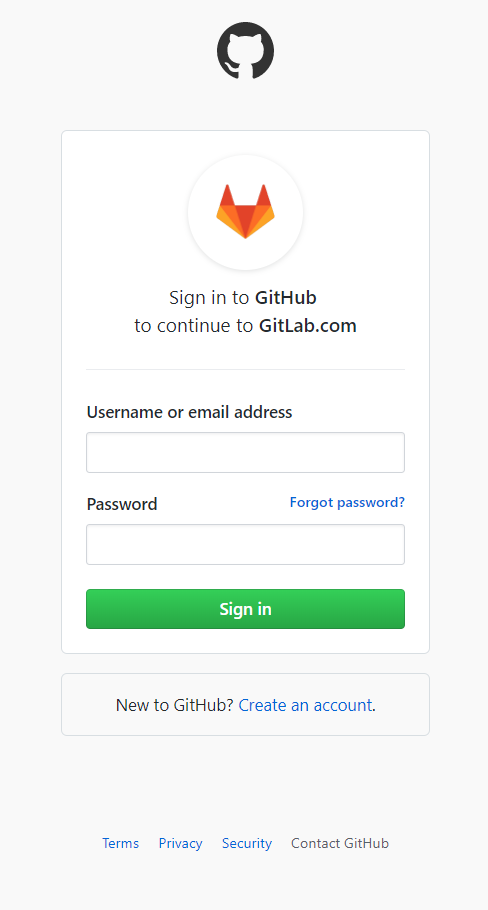 Sign in to GitHub
to continue to GitLab.com
Username or email address
Password Forgot password?
Sign in
New to GitHub? Create an account.
Terms Privacy Security Contact GitHub